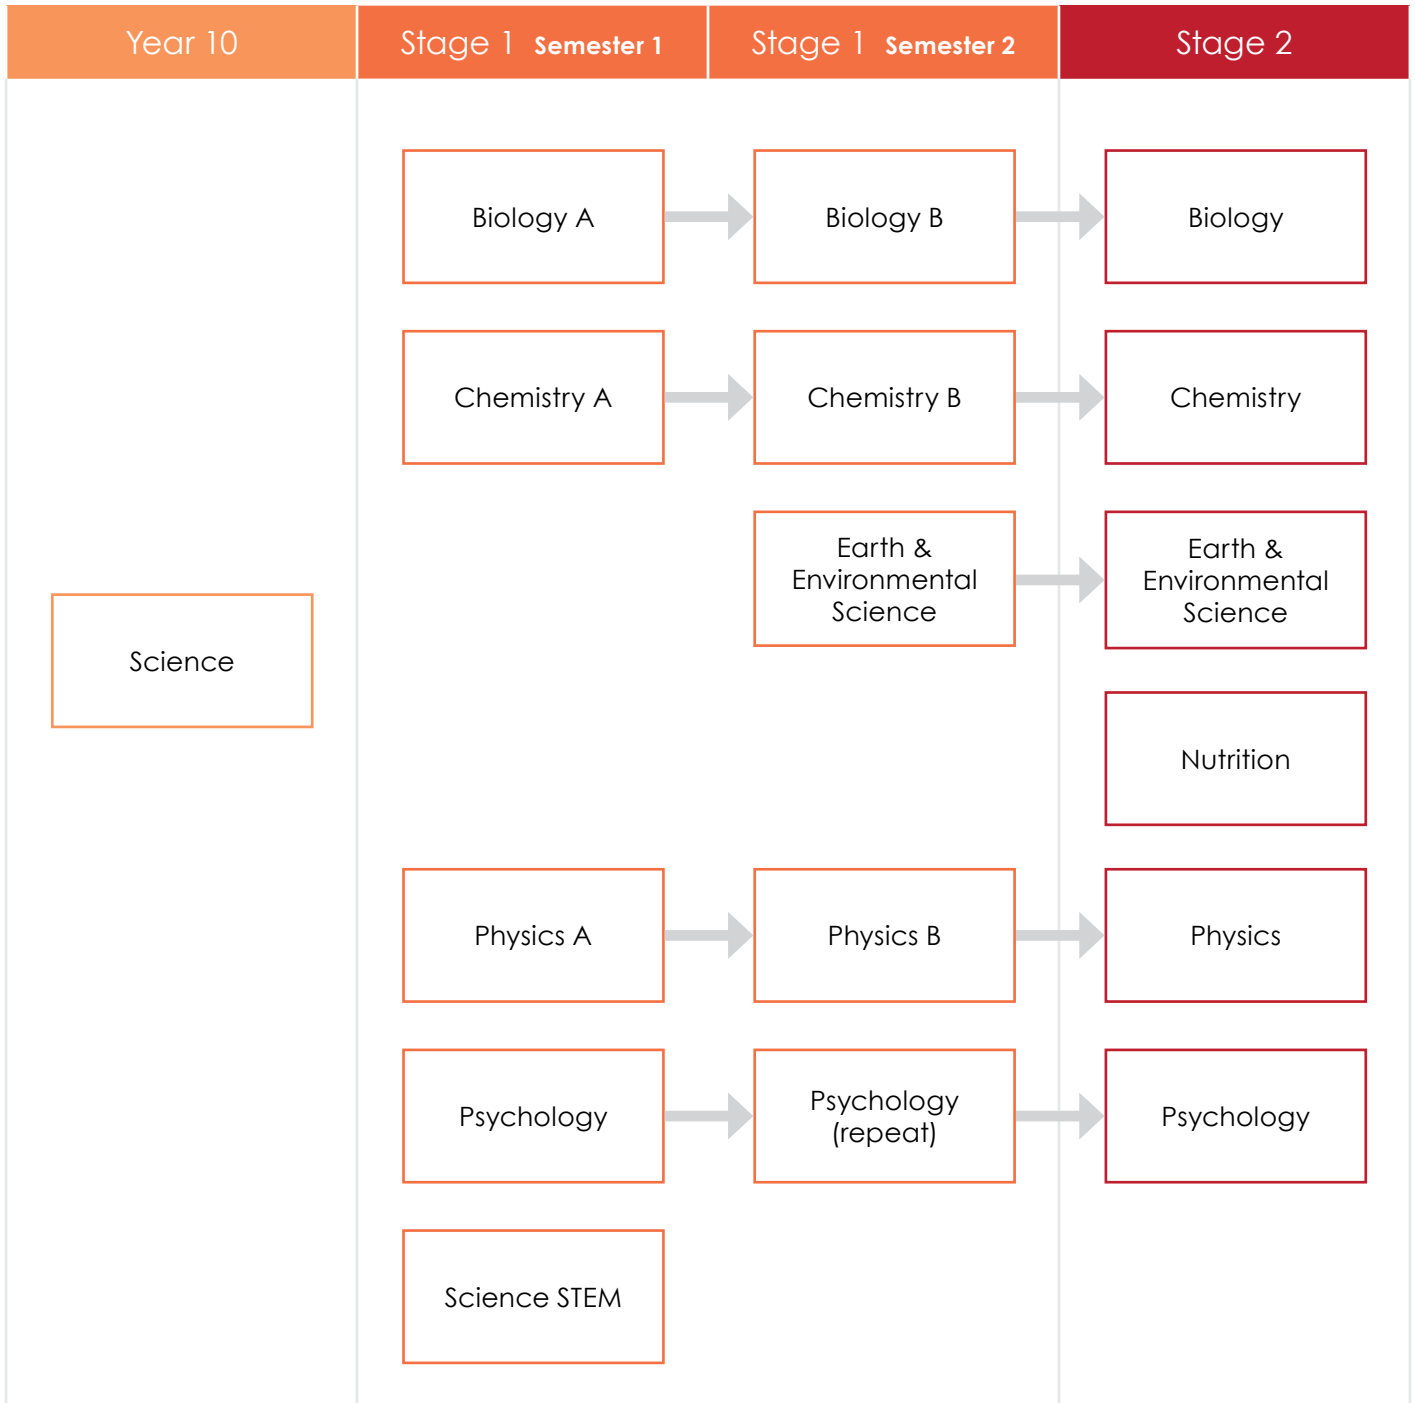 Year 10
Stage 1 Semester 1
Stage 1 Semester 2
Stage 2
Biology A
Biology B
Biology
Chemistry A
Chemistry B
Chemistry
Earth &
Environmental
Science
Earth &
Environmental
Science
Science
Nutrition
Physics A
Physics B
Physics
Psychology
Psychology
(repeat)
Psychology
Science STEM